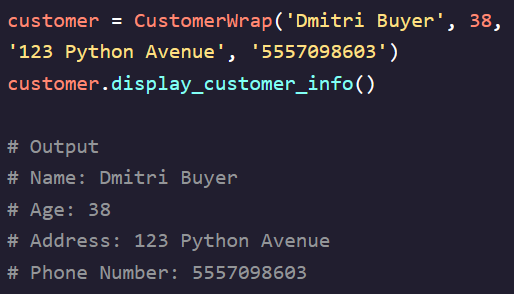 customer = CustomerWrap('Dmitri Buyer', 38,
'123 Python Avenue', '5557098603')
customer.display_customer_info()

# Output
# Name: Dmitri Buyer
# Age: 38
# Address: 123 Python Avenue
# Phone Number: 5557098603